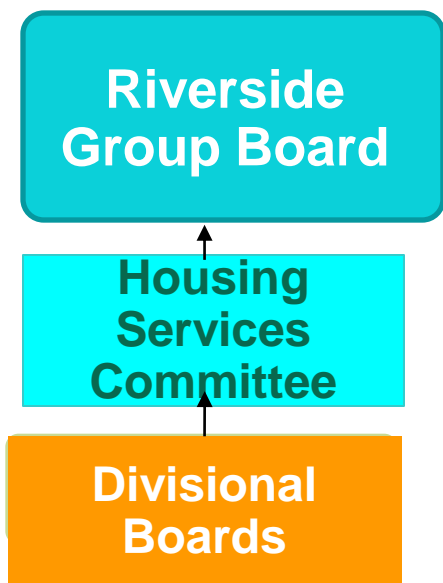 Riverside
Group Board
Housing
Services
Committee
Divisional
Boards